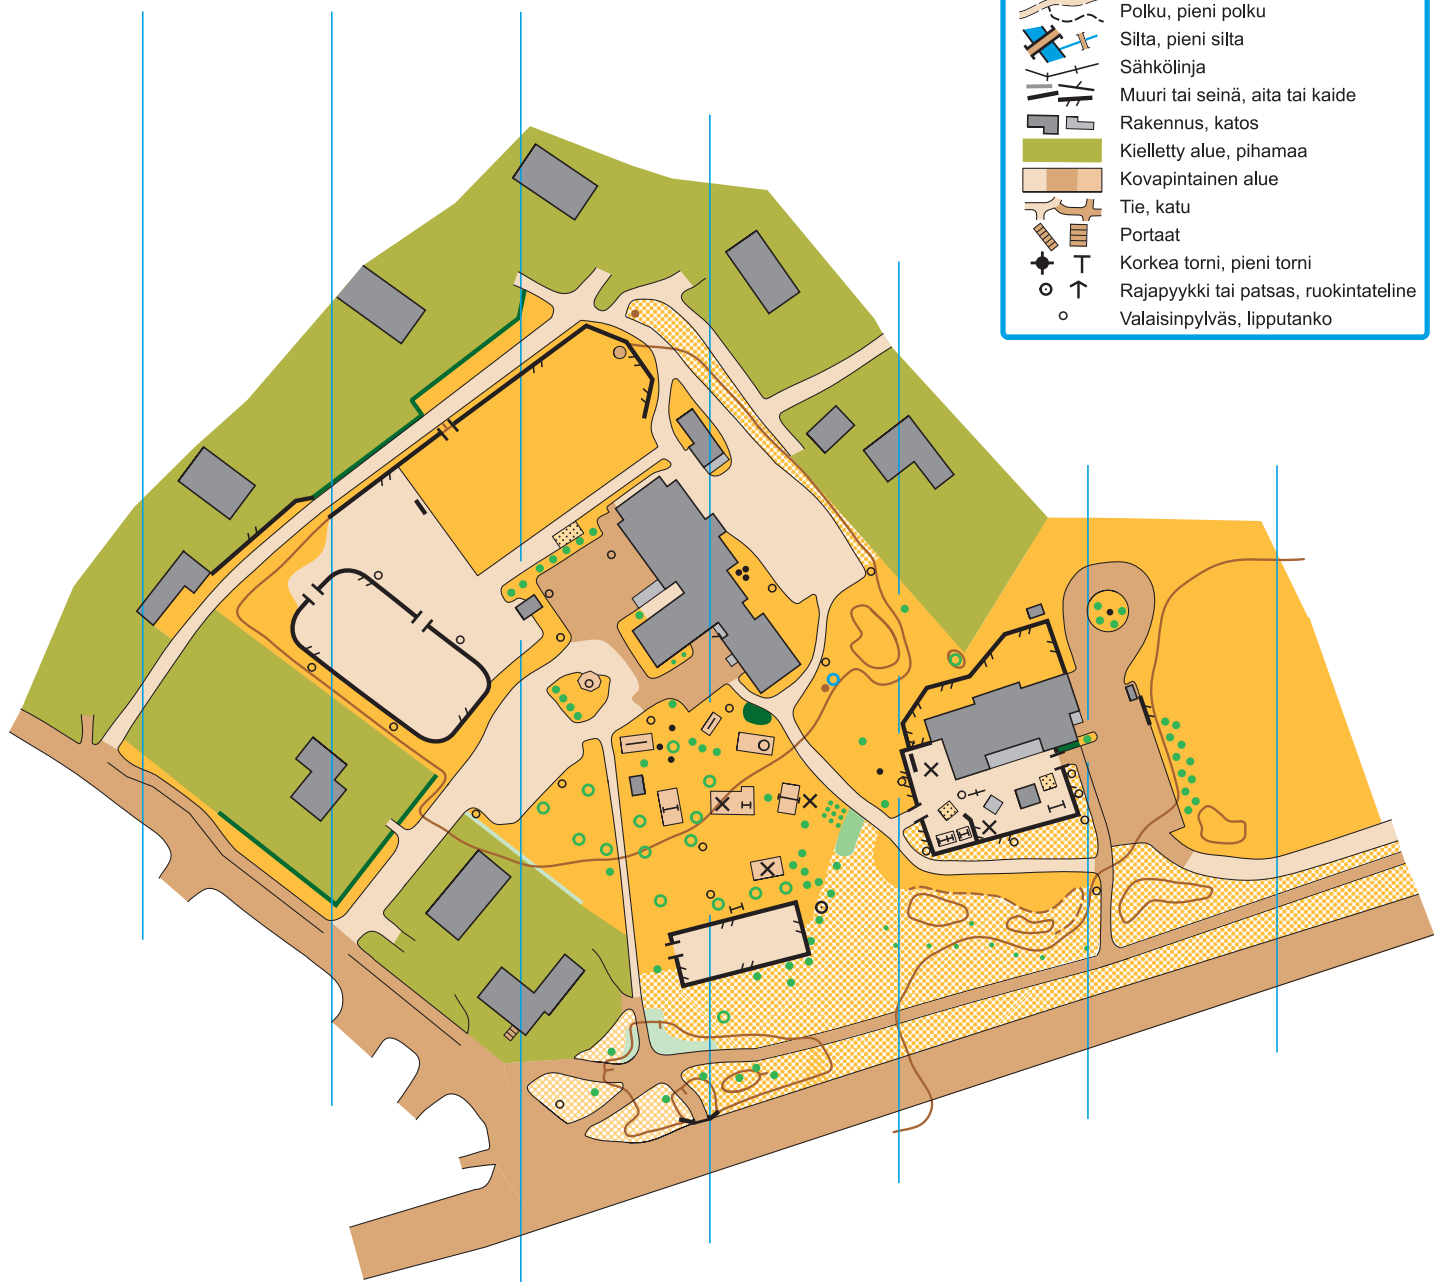 Polku, pieni polku
Silta, pieni silta
Sähkölinja
Muuri tai seinä, aita tai kaide
Rakennus, katos
Kielletty alue, pihamaa
Kovapintainen alue
Tie, katu
Portaat
Korkea torni, pieni torni
Rajapyykki tai patsas, ruokintateline
Valaisinpylväs, lipputanko